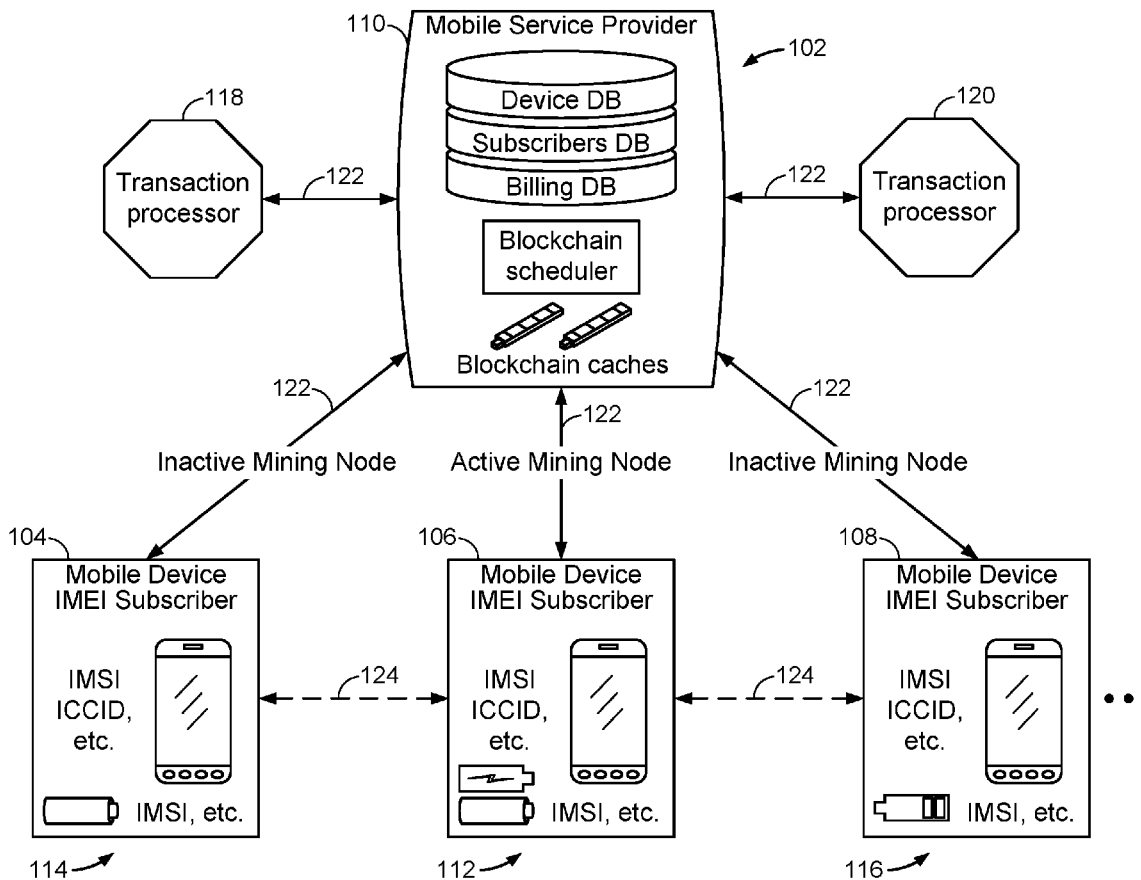 110
Mobile Service Provider
102
Device DB
Subscribers DB
Billing DB
118
Transaction
processor
122
122
120
Transaction
processor
Blockchain
scheduler
Blockchain caches
122
122
122
Inactive Mining Node
Active Mining Node
Inactive Mining Node
104
Mobile Device
IMEI Subscriber
IMSI
ICCID,
etc.
IMSI, etc.
114
124
106
Mobile Device
IMEI Subscriber
IMSI
ICCID,
etc.
IMSI, etc.
112
124
108
Mobile Device
IMEI Subscriber
IMSI
ICCID,
etc.
IMSI, etc.
116